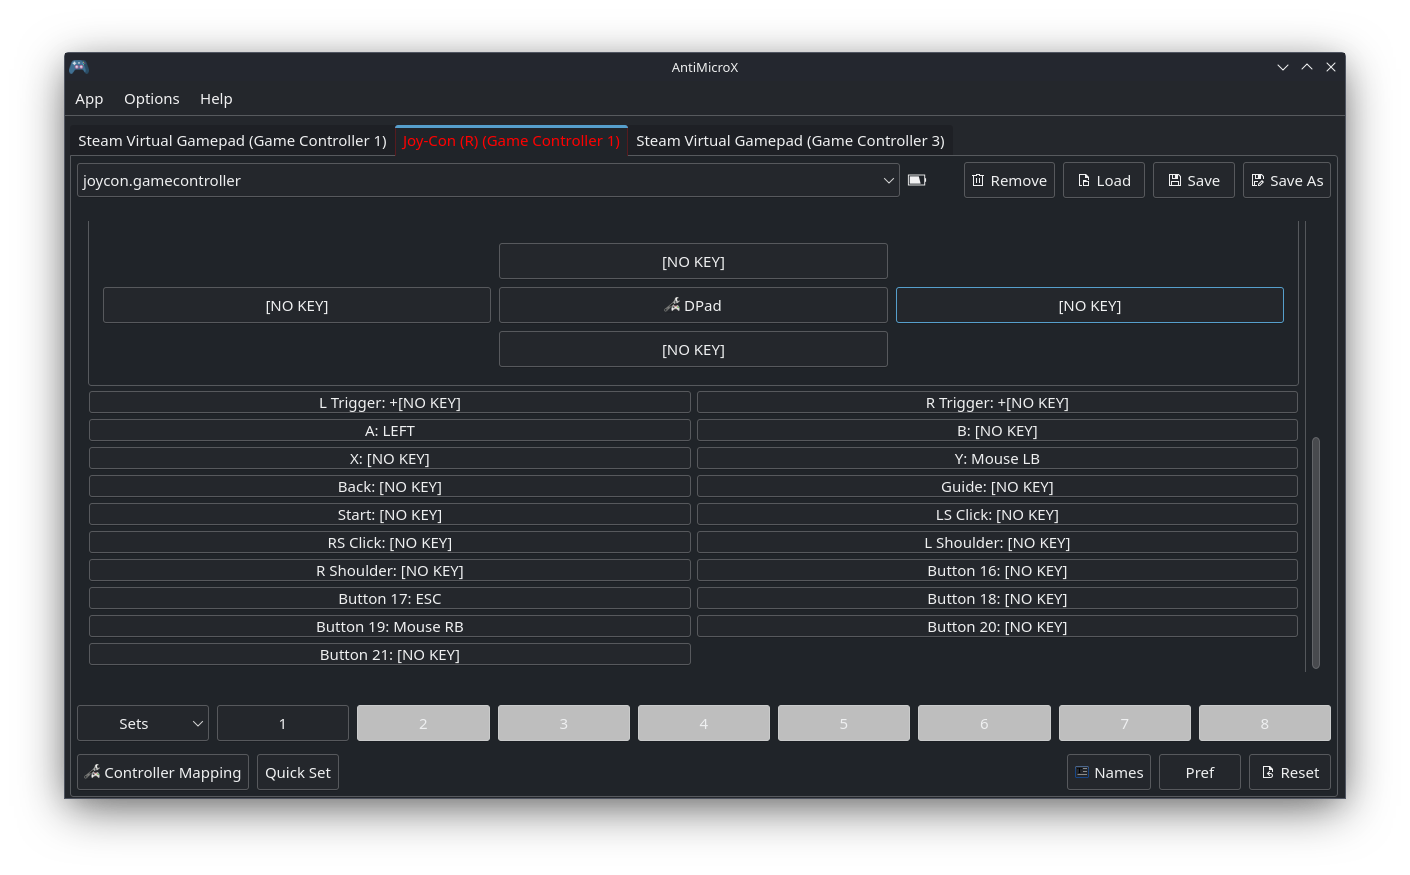 AntiMicroX
App Options Help
Steam Virtual Gamepad (Game Controller 1) Joy-Con (R) (Game Controller 1) Steam Virtual Gamepad (Game Controller 3)
joycon.gamecontroller Remove Load Save Save As
[NO KEY]
[NO KEY] DPad [NO KEY]
[NO KEY]
L Trigger: +[NO KEY] R Trigger: +[NO KEY]
A: LEFT B: [NO KEY]
X: [NO KEY] Y: Mouse LB
Back: [NO KEY] Guide: [NO KEY]
Start: [NO KEY] LS Click: [NO KEY]
RS Click: [NO KEY] L Shoulder: [NO KEY]
R Shoulder: [NO KEY] Button 16: [NO KEY]
Button 17: ESC Button 18: [NO KEY]
Button 19: Mouse RB Button 20: [NO KEY]
Button 21: [NO KEY]
Sets 1 2 3 4 5 6 7 8
Controller Mapping Quick Set Names Pref Reset